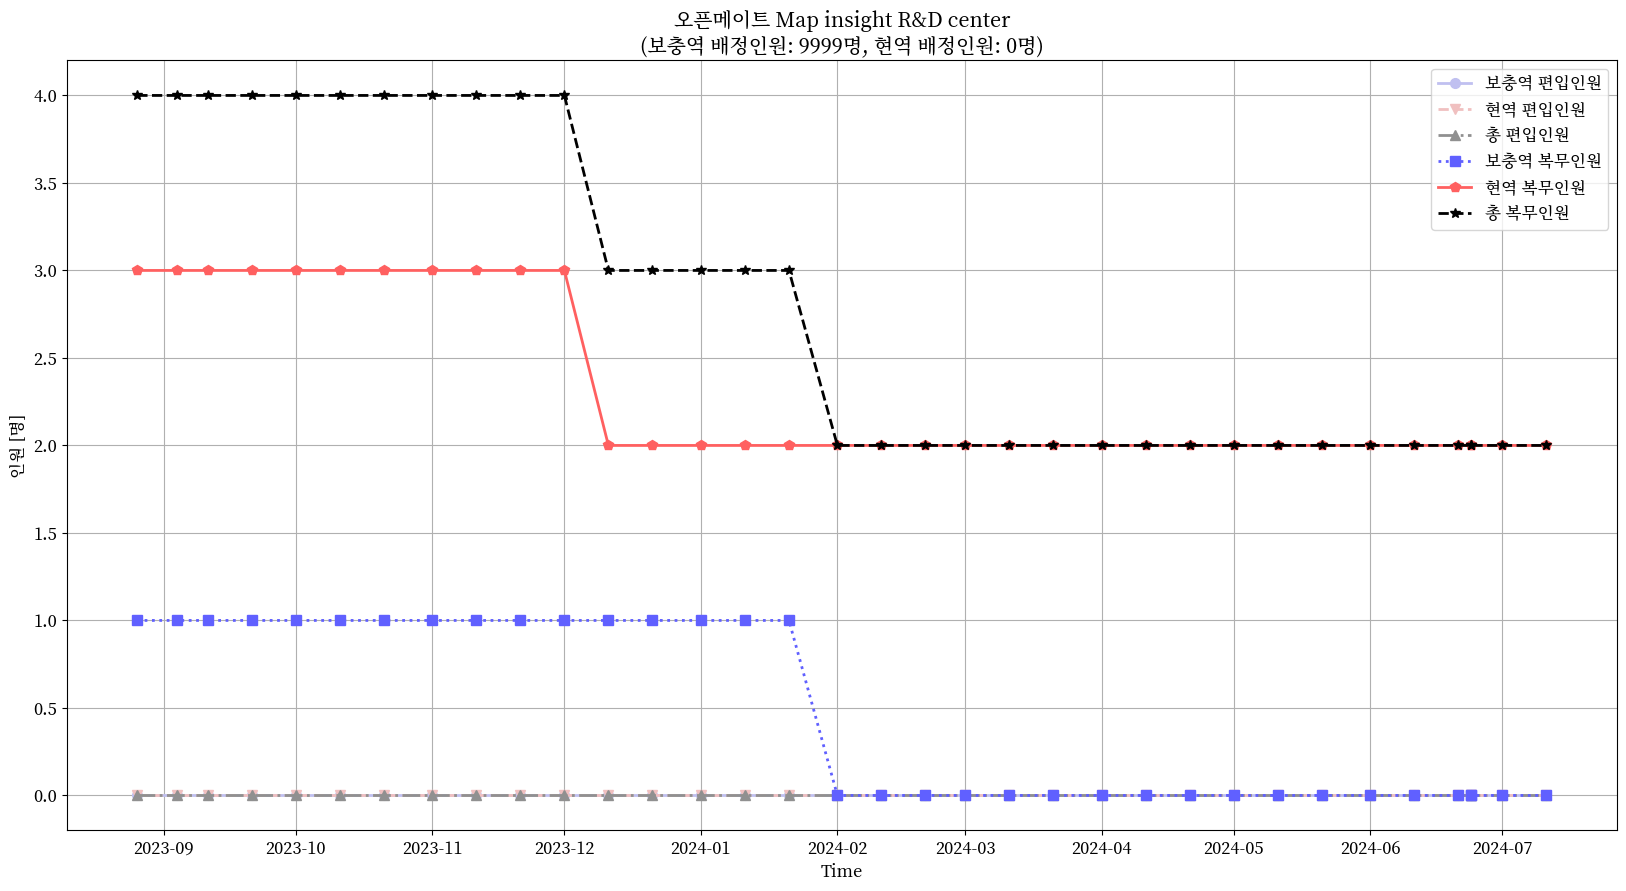 오픈메이트 Map insight R&D center
(보충역 배정인원: 9999명, 현역 배정인원: 0명)
보충역 편입인원
현역 편입인원
총 편입인원
보충역 복무인원
현역 복무인원
총 복무인원
인원 [명]
4.0
3.5
3.0
2.5
2.0
1.5
1.0
0.5
0.0
2023-09
2023-10
2023-11
2023-12
2024-01
2024-02
2024-03
2024-04
2024-05
2024-06
2024-07
Time